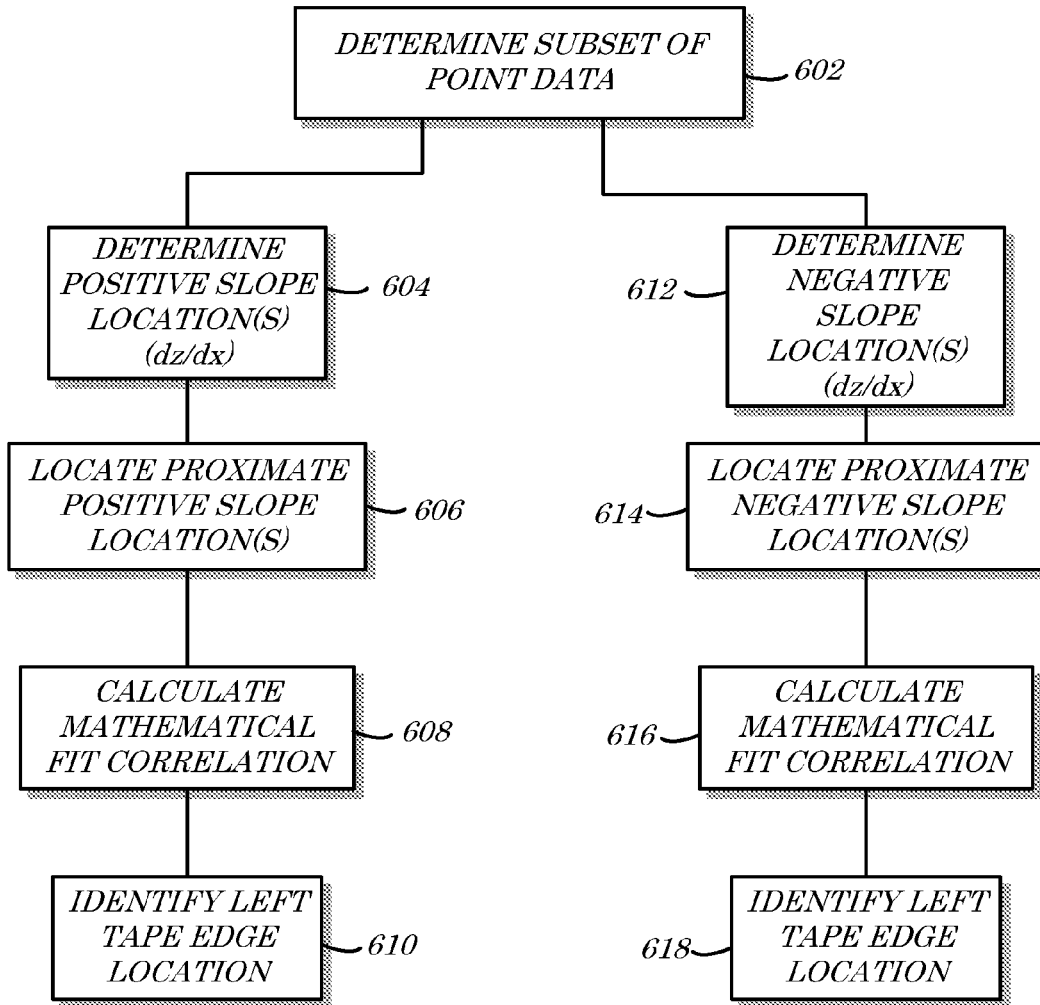 DETERMINE SUBSET OF
POINT DATA
602
DETERMINE
POSITIVE SLOPE
LOCATION(S)
(dz/dx)
604
LOCATE PROXIMATE
POSITIVE SLOPE
LOCATION(S)
606
CALCULATE
MATHEMATICAL
FIT CORRELATION
608
IDENTIFY LEFT
TAPE EDGE
LOCATION
610
612
DETERMINE
NEGATIVE
SLOPE
LOCATION(S)
(dz/dx)
614
LOCATE PROXIMATE
NEGATIVE SLOPE
LOCATION(S)
616
CALCULATE
MATHEMATICAL
FIT CORRELATION
618
IDENTIFY LEFT
TAPE EDGE
LOCATION